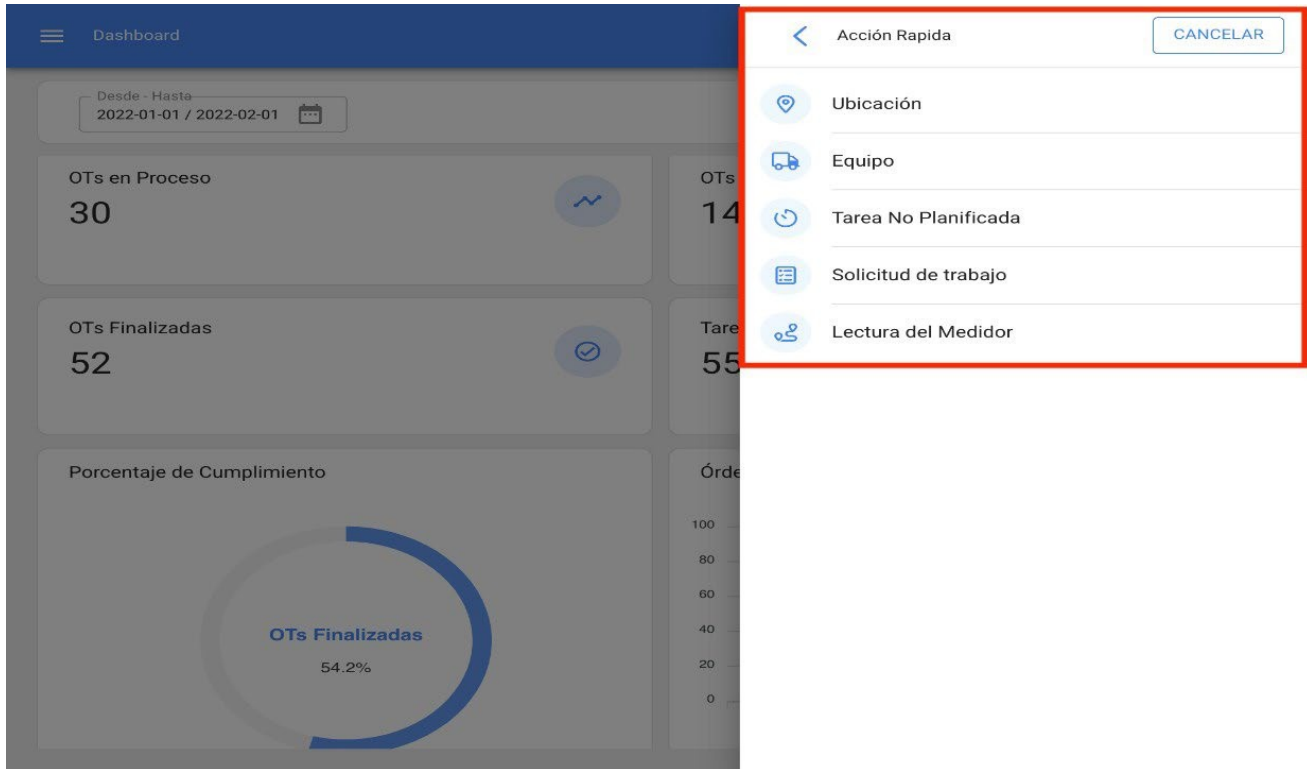 Dashboard
Acción Rapida
CANCELAR
Desde - Hasta
2022-01-01 / 2022-02-01
Ubicación
Equipo
Tarea No Planificada
Solicitud de trabajo
Lectura del Medidor
OTs en Proceso
30
OTs
14
OTs Finalizadas
52
Tare
55
Porcentaje de Cumplimiento
OTs Finalizadas
54.2%
Órde
100
80
60
40
20
0